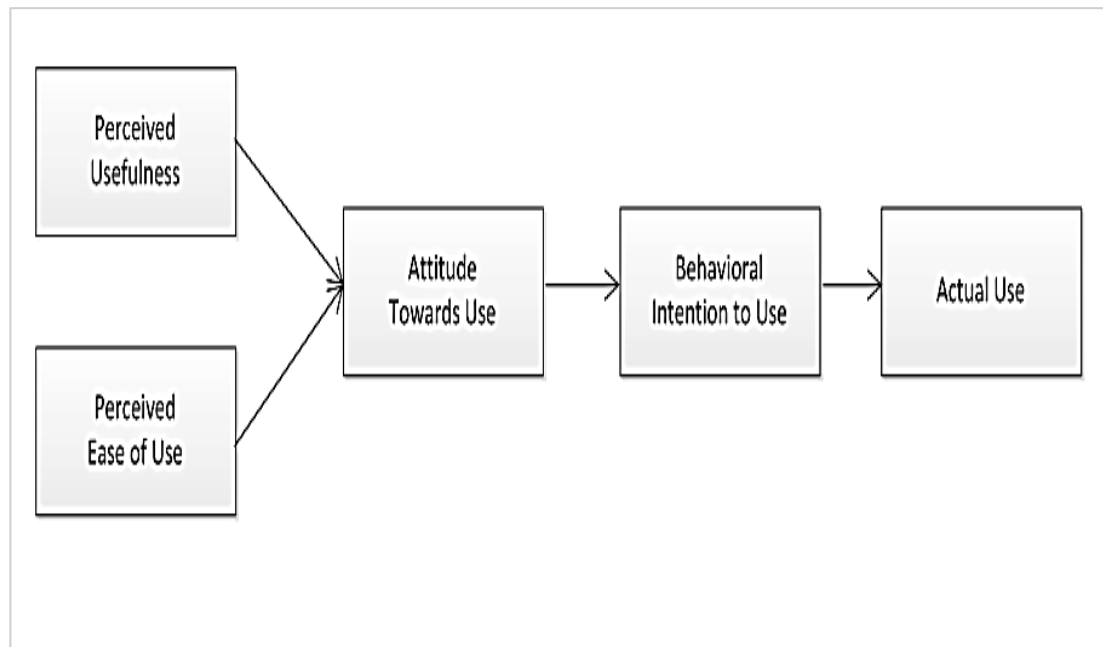 Perceived
Usefulness
Perceived
Ease of Use
Attitude
Towards Use
Behavioral
Intention to Use
Actual Use